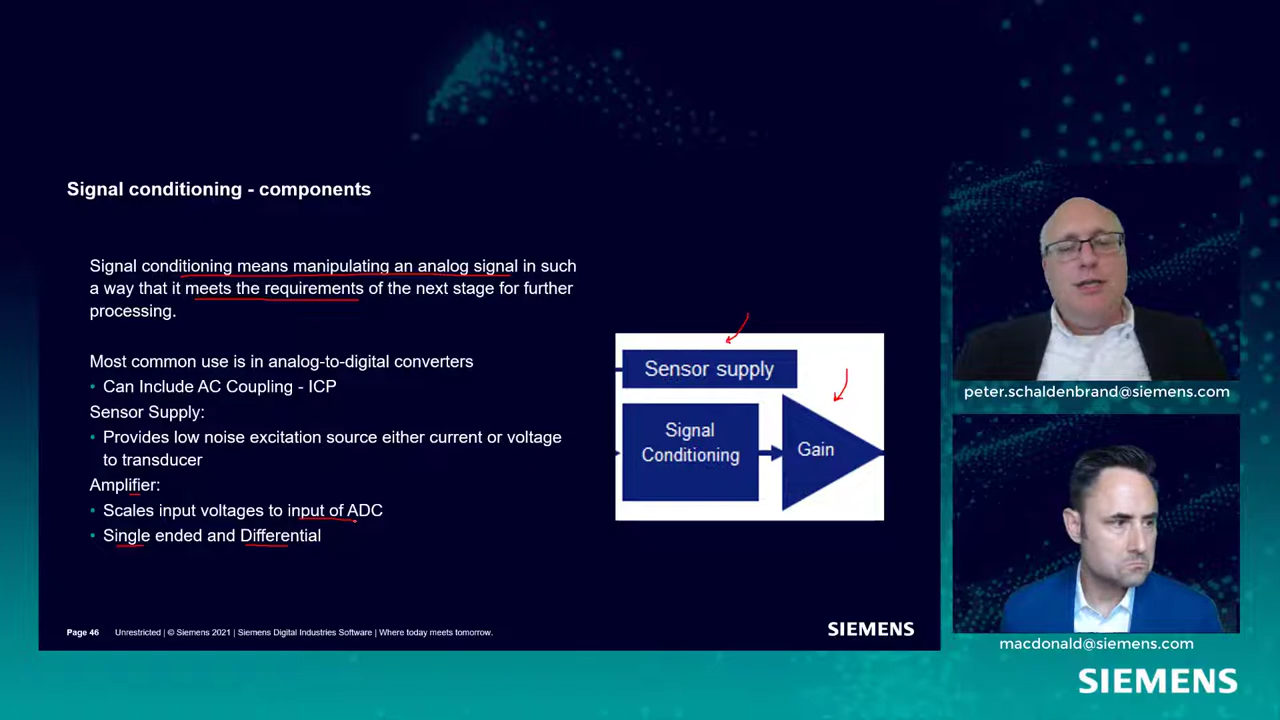 Signal conditioning - components
Signal conditioning means manipulating an analog signal in such
a way that it meets the requirements of the next stage for further
processing.
Most common use is in analog-to-digital converters
• Can Include AC Coupling - ICP
Sensor Supply:
• Provides low noise excitation source either current or voltage
to transducer
Amplifier:
• Scales input voltages to input of ADC
• Single ended and Differential
Sensor supply
Signal
Conditioning
Gain
Page 46 Unrestricted | © Siemens 2021 | Siemens Digital Industries Software | Where today meets tomorrow.
SIEMENS
peter.schaldenbrand@siemens.com
macdonald@siemens.com
SIEMENS